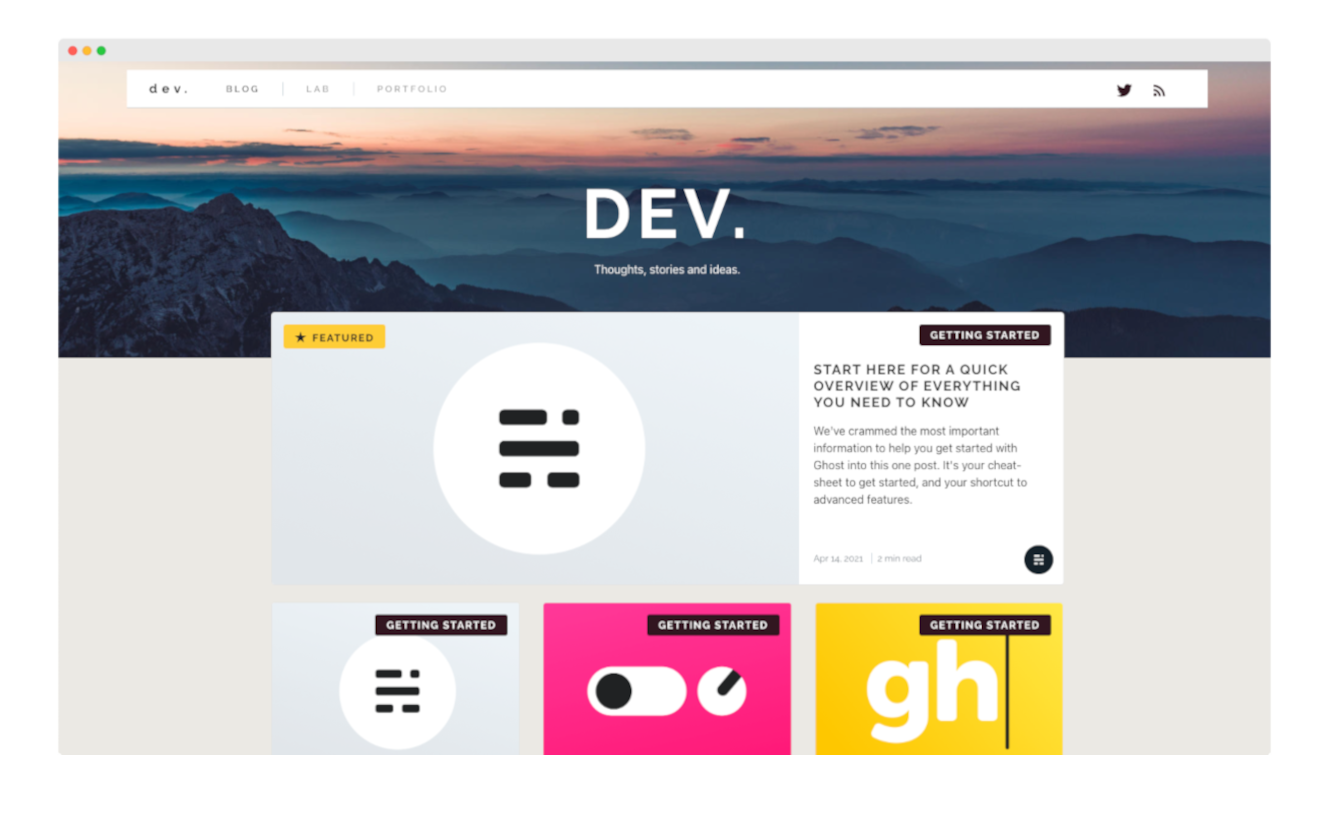 dev. BLOG LAB PORTFOLIO
DEV.
Thoughts, stories and ideas.
★ FEATURED
GETTING STARTED
START HERE FOR A QUICK
OVERVIEW OF EVERYTHING
YOU NEED TO KNOW
We've crammed the most important
information to help you get started with
Ghost into this one post. It's your cheat-
sheet to get started, and your shortcut to
advanced features.
Apr 14, 2021 2 min read
GETTING STARTED
GETTING STARTED
GETTING STARTED
gh